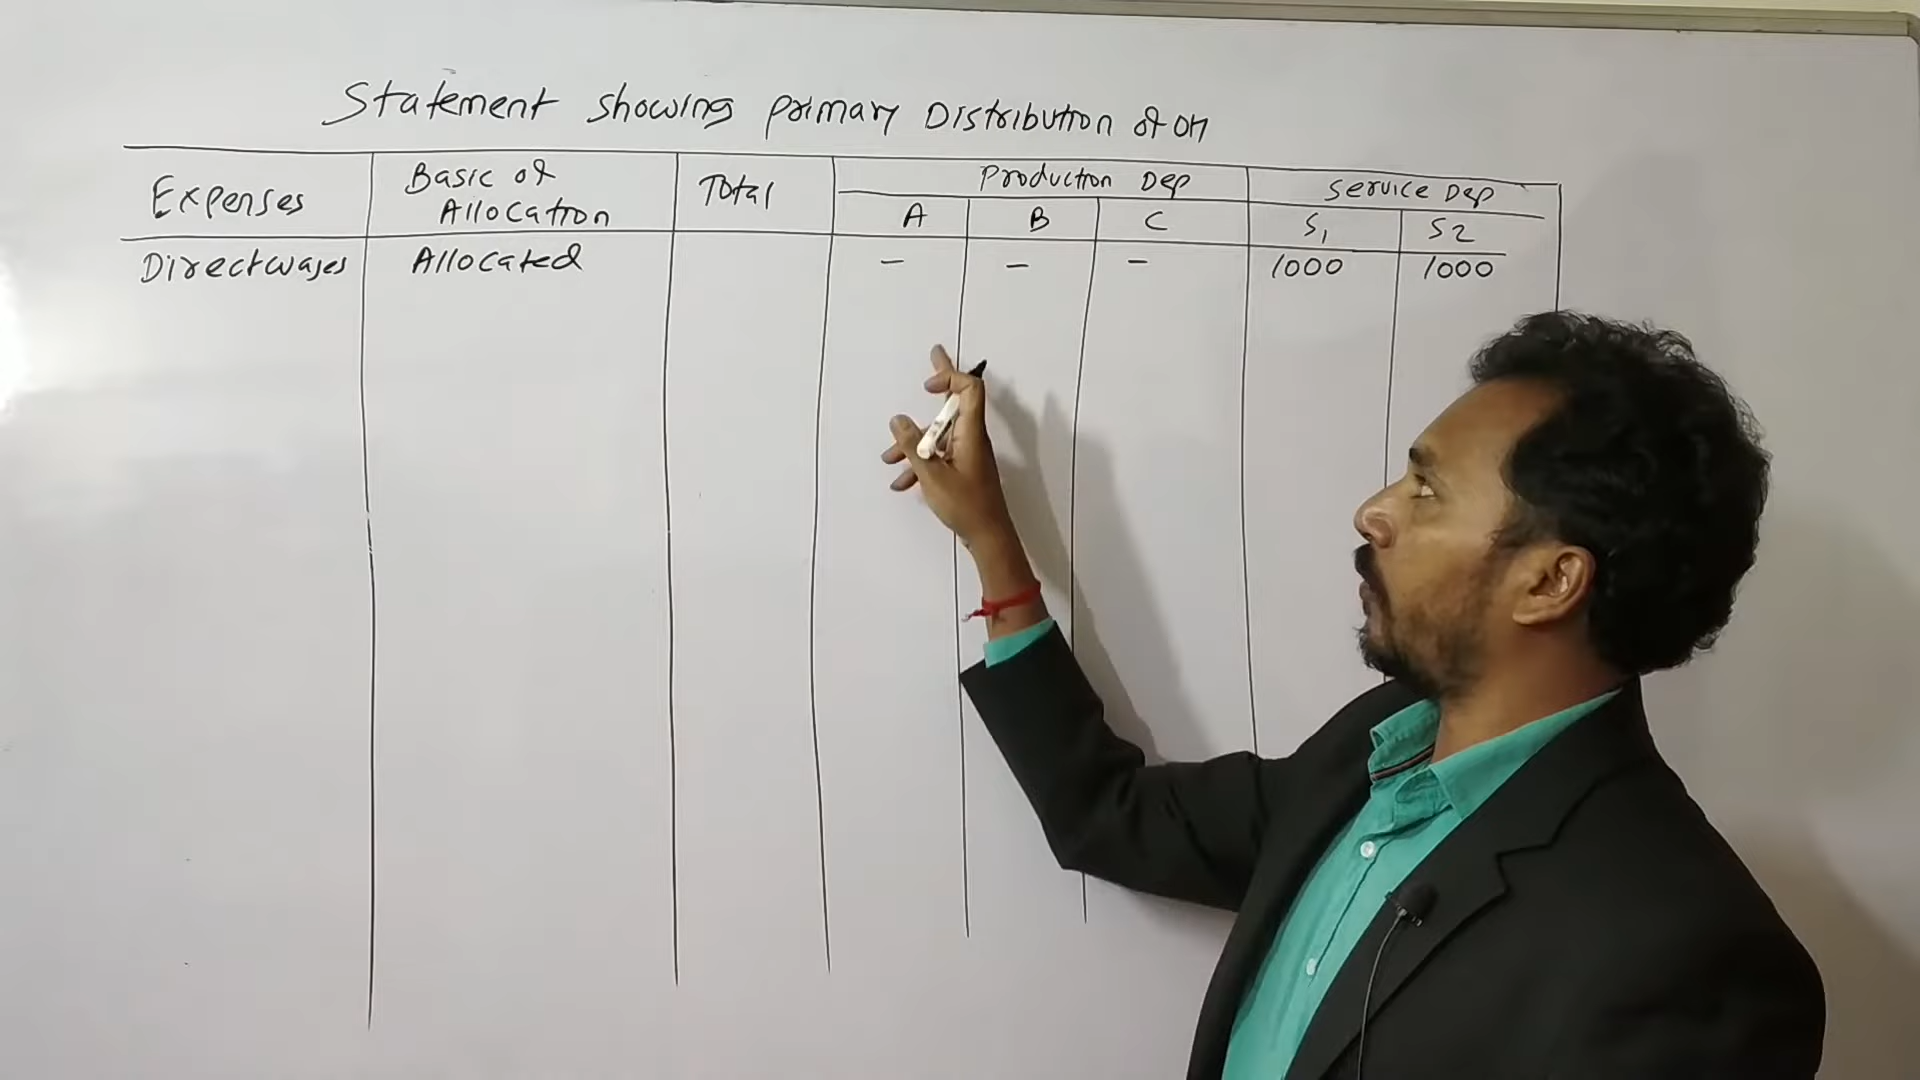 Statement showing primary Distribution of OH
Expenses Basic of Allocation Total Production Dep Service Dep
A B C S1 S2
Directwages Allocated - - - 1000 1000